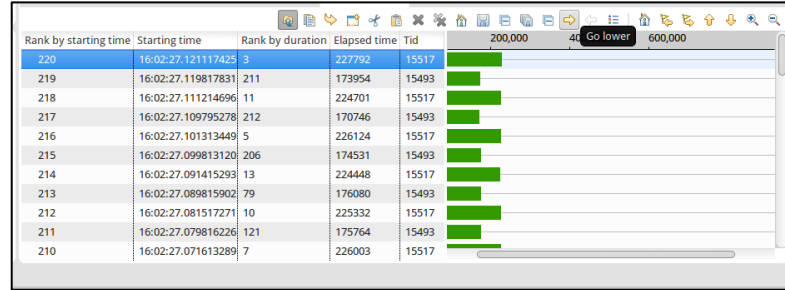 Rank by starting time Starting time Rank by duration Elapsed time Tid 200,000 40 Go lower 600,000
220 16:02:27.121117425 3 227792 15517
219 16:02:27.119817831 211 173954 15493
218 16:02:27.111214696 11 224701 15517
217 16:02:27.109795278 212 170746 15493
216 16:02:27.101313449 5 226124 15517
215 16:02:27.099813120 206 174531 15493
214 16:02:27.091415293 13 224448 15517
213 16:02:27.089815902 79 176080 15493
212 16:02:27.081517271 10 225332 15517
211 16:02:27.079816226 121 175764 15493
210 16:02:27.071613289 7 226003 15517